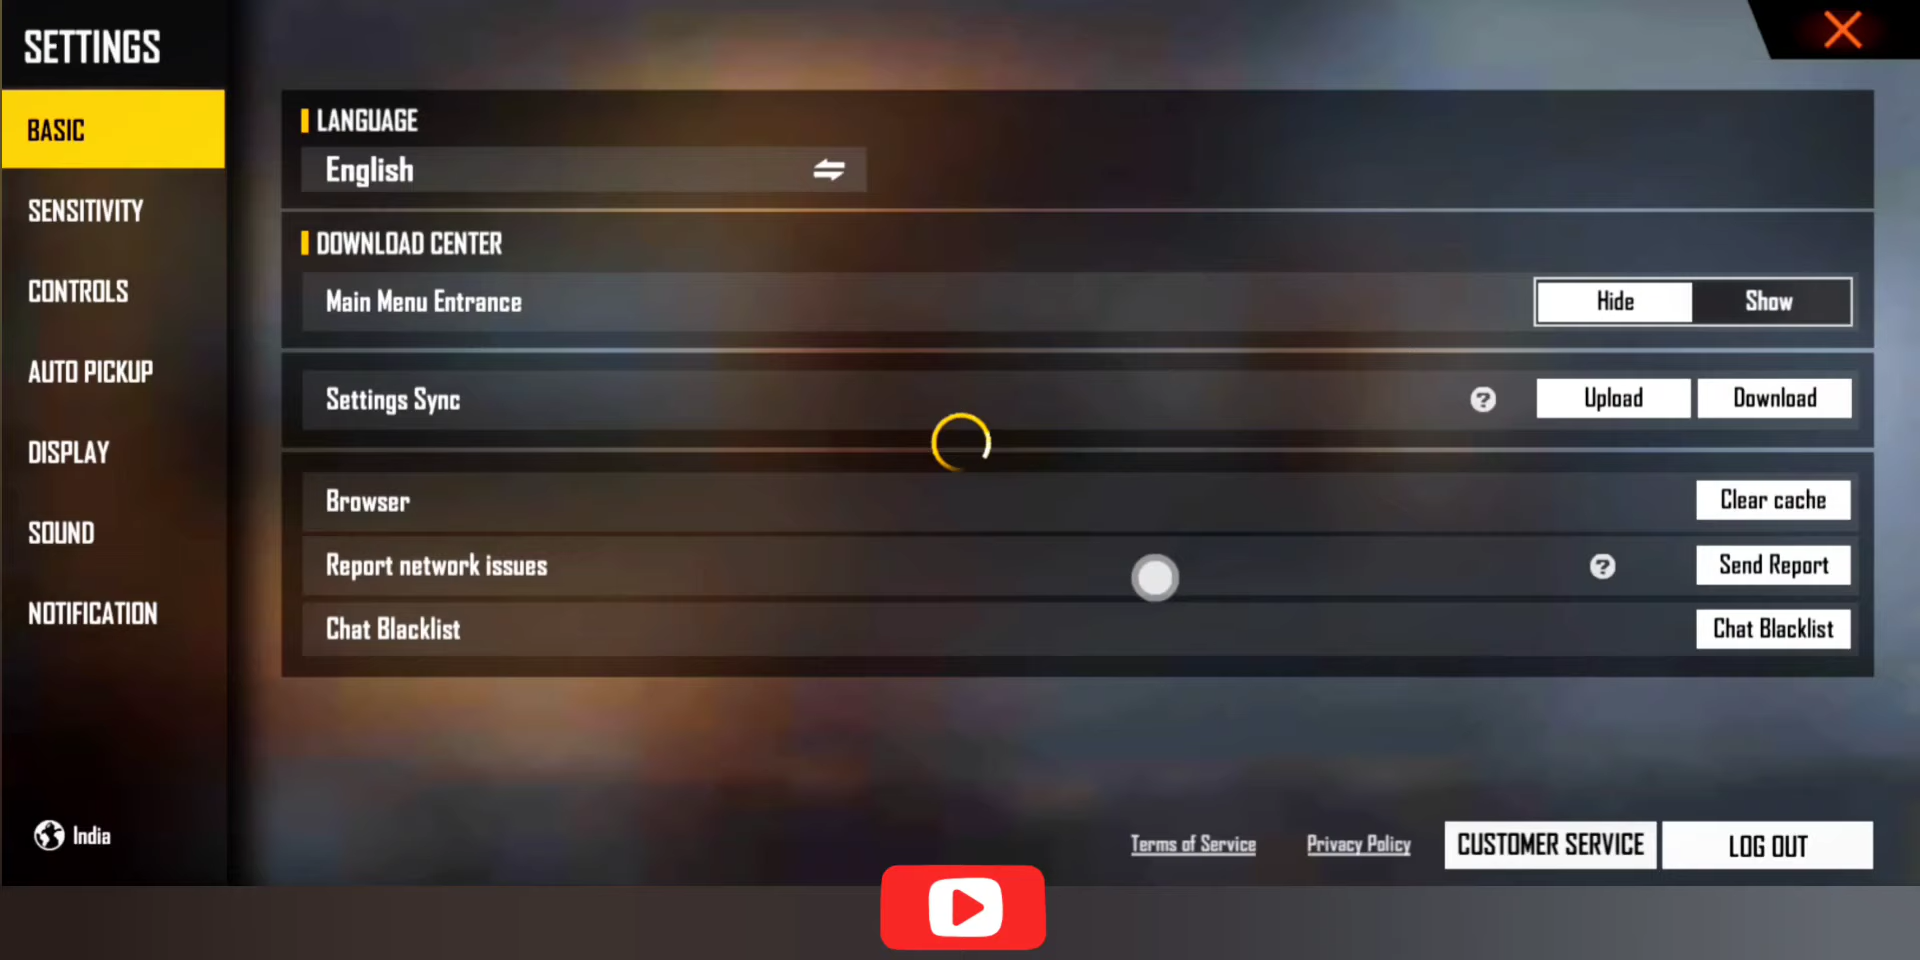 SETTINGS
BASIC
SENSITIVITY
CONTROLS
AUTO PICKUP
DISPLAY
SOUND
NOTIFICATION
India
LANGUAGE
English
DOWNLOAD CENTER
Main Menu Entrance
Hide
Show
Settings Sync
?
Upload
Download
Browser
Clear cache
Report network issues
?
Send Report
Chat Blacklist
Chat Blacklist
Terms of Service
Privacy Policy
CUSTOMER SERVICE
LOG OUT